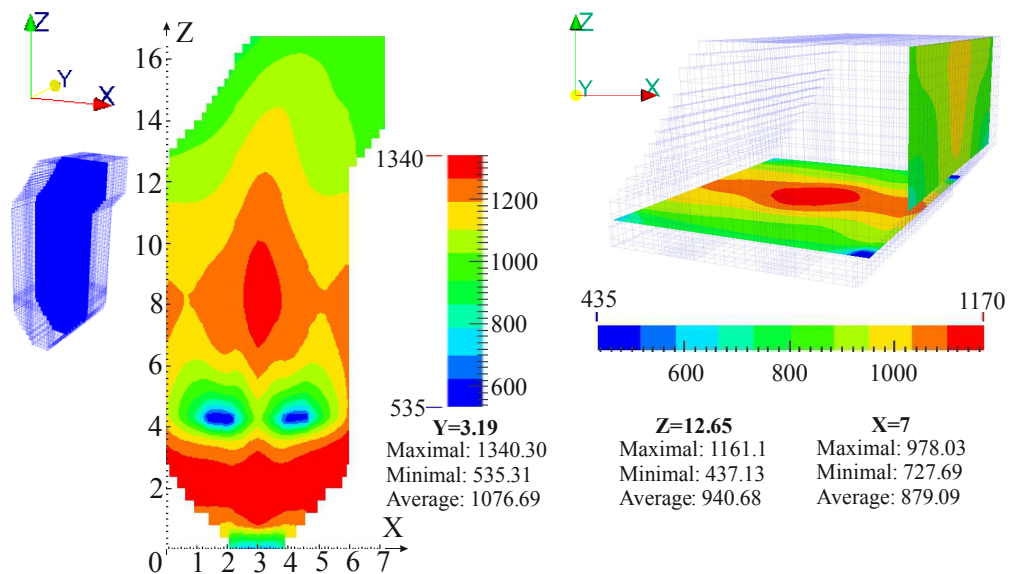 Z
Y
X
Z
16
14
12
10
8
6
4
2
0
1 2 3 4 5 6 7
X
1340
1200
1000
800
600
535
Y=3.19
Maximal: 1340.30
Minimal: 535.31
Average: 1076.69
Z
Y
X
435
1170
600 800 1000
Z=12.65
Maximal: 1161.1
Minimal: 437.13
Average: 940.68
X=7
Maximal: 978.03
Minimal: 727.69
Average: 879.09